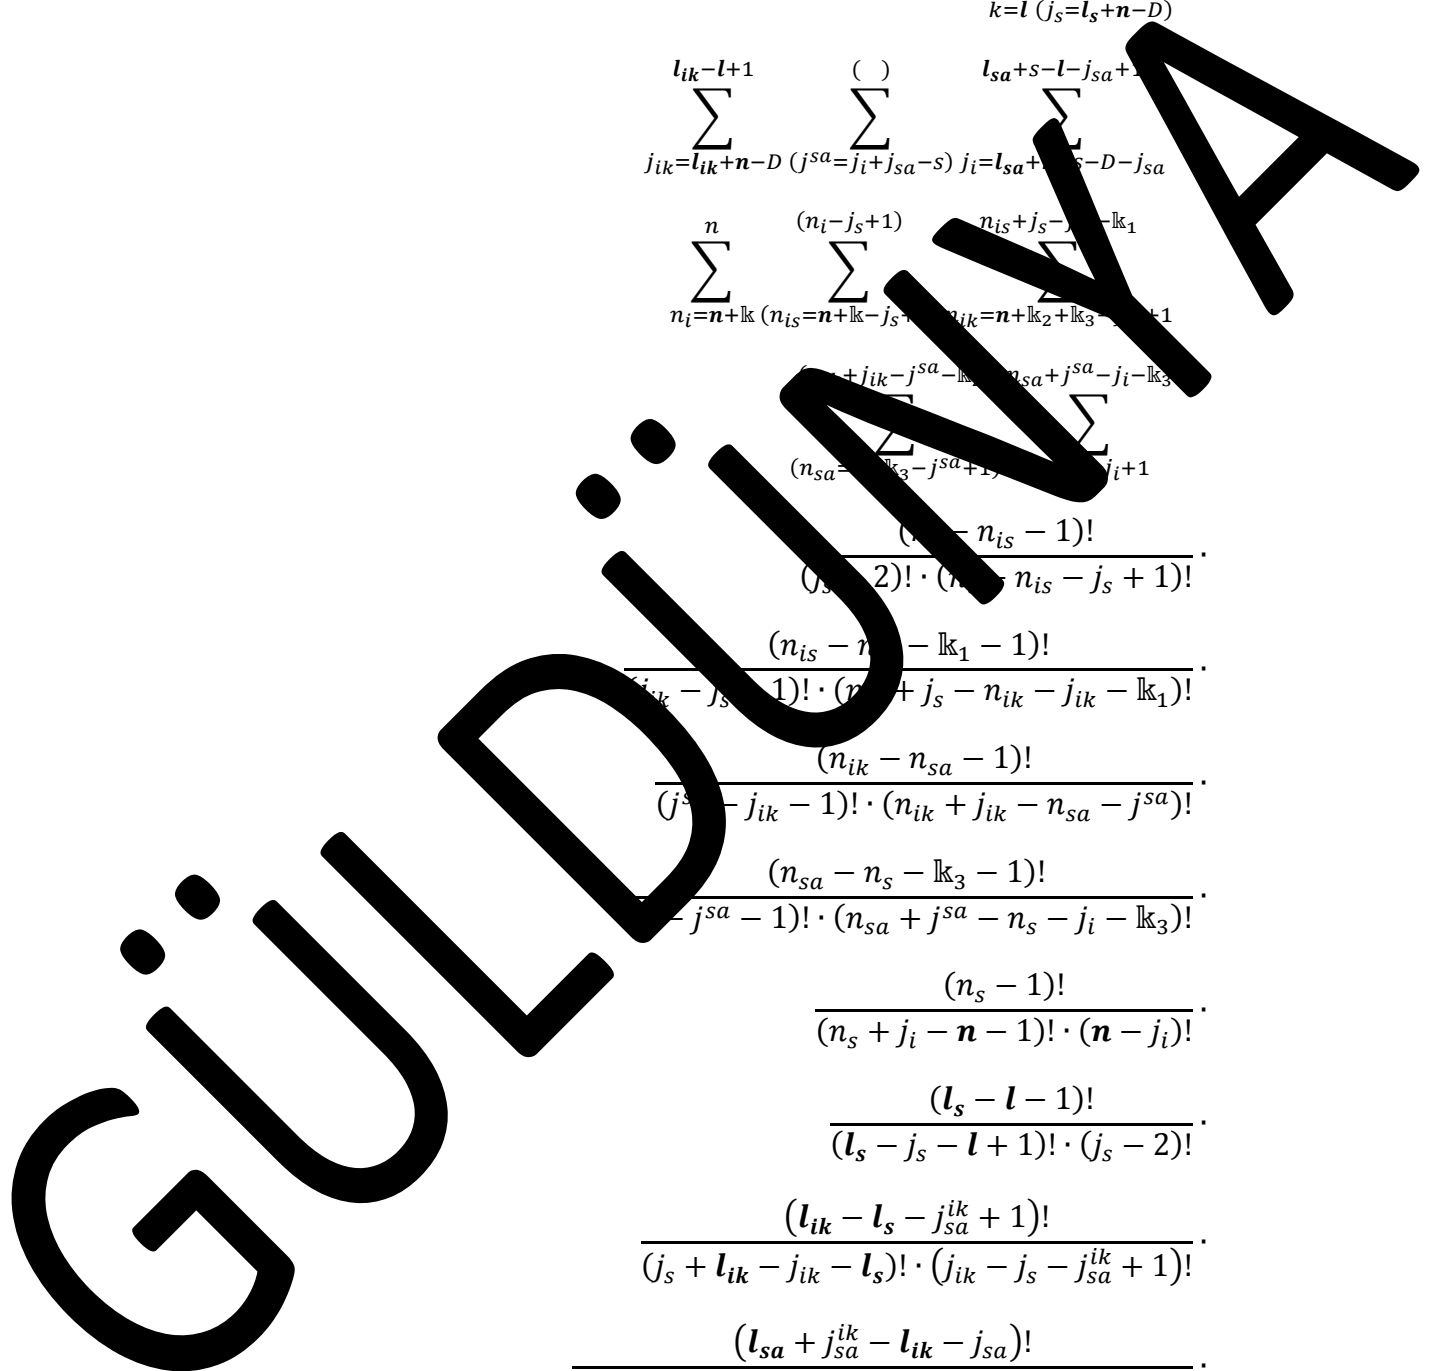 k=l (j_s=l_s+n−D)
l_ik−l+1 ( ) l_sa+s−l−j_sa+1
∑ ∑ ∑
j_ik=l_ik+n−D (j^sa=j_i+j_sa−s) j_i=l_sa+ −D−j_sa
n (n_i−j_s+1) n_is+j_s− −𝕜_1
∑ ∑ ∑
n_i=n+𝕜 (n_is=n+𝕜−j_s+ n_ik=n+𝕜_2+𝕜_3− +1
+j_ik−j^sa−𝕜 n_sa+j^sa−j_i−𝕜_3
∑ ∑
(n_sa= 𝕜_3−j^sa+1) j_i+1
( − n_is − 1)!
(j_s 2)! · ( − n_is − j_s + 1)! ·
(n_is − − 𝕜_1 − 1)!
(j_ik − j_s 1)! · ( + j_s − n_ik − j_ik − 𝕜_1)! ·
(n_ik − n_sa − 1)!
(j^sa − j_ik − 1)! · (n_ik + j_ik − n_sa − j^sa)! ·
(n_sa − n_s − 𝕜_3 − 1)!
− j^sa − 1)! · (n_sa + j^sa − n_s − j_i − 𝕜_3)! ·
(n_s − 1)!
(n_s + j_i − n − 1)! · (n − j_i)! ·
(l_s − l − 1)!
(l_s − j_s − l + 1)! · (j_s − 2)! ·
(l_ik − l_s − j_sa^ik + 1)!
(j_s + l_ik − j_ik − l_s)! · (j_ik − j_s − j_sa^ik + 1)! ·
(l_sa + j_sa^ik − l_ik − j_sa)! ·
GÜLDÜNYA